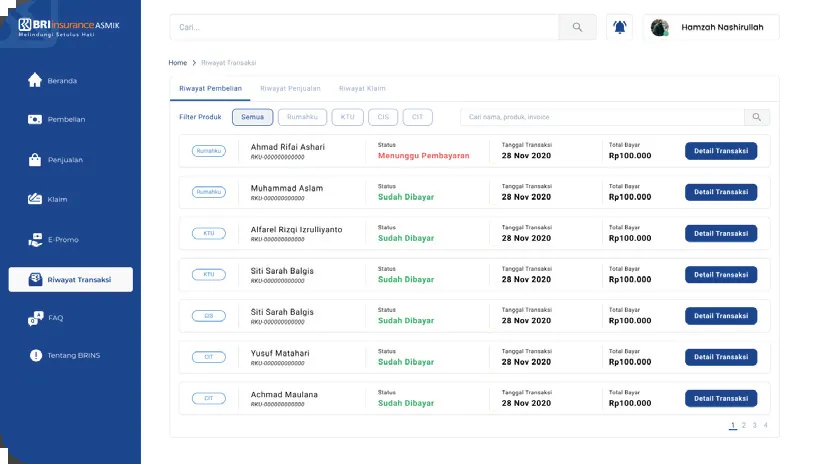 BRI insurance ASMIK
Melindungi Setulus Hati
Cari...
Hamzah Nashirullah
Beranda
Pembelian
Penjualan
Klaim
E-Promo
Riwayat Transaksi
FAQ
Tentang BRINS
Home > Riwayat Transaksi
Riwayat Pembelian Riwayat Penjualan Riwayat Klaim
Filter Produk Semua Rumahku KTU GIS CIT Cari nama, produk, invoice
Rumahku Ahmad Rifai Ashari Status Tanggal Transaksi Total Bayar Detail Transaksi
RKU-000000000000 Menunggu Pembayaran 28 Nov 2020 Rp100.000
Rumahku Muhammad Aslam Status Tanggal Transaksi Total Bayar Detail Transaksi
RKU-000000000000 Sudah Dibayar 28 Nov 2020 Rp100.000
KTU Alfarel Rizqi Izrulliyanto Status Tanggal Transaksi Total Bayar Detail Transaksi
RKU-000000000000 Sudah Dibayar 28 Nov 2020 Rp100.000
KTU Siti Sarah Balgis Status Tanggal Transaksi Total Bayar Detail Transaksi
RKU-000000000000 Sudah Dibayar 28 Nov 2020 Rp100.000
GIS Siti Sarah Balgis Status Tanggal Transaksi Total Bayar Detail Transaksi
RKU-000000000000 Sudah Dibayar 28 Nov 2020 Rp100.000
CIT Yusuf Matahari Status Tanggal Transaksi Total Bayar Detail Transaksi
RKU-000000000000 Sudah Dibayar 28 Nov 2020 Rp100.000
CIT Achmad Maulana Status Tanggal Transaksi Total Bayar Detail Transaksi
RKU-000000000000 Sudah Dibayar 28 Nov 2020 Rp100.000
1 2 3 4